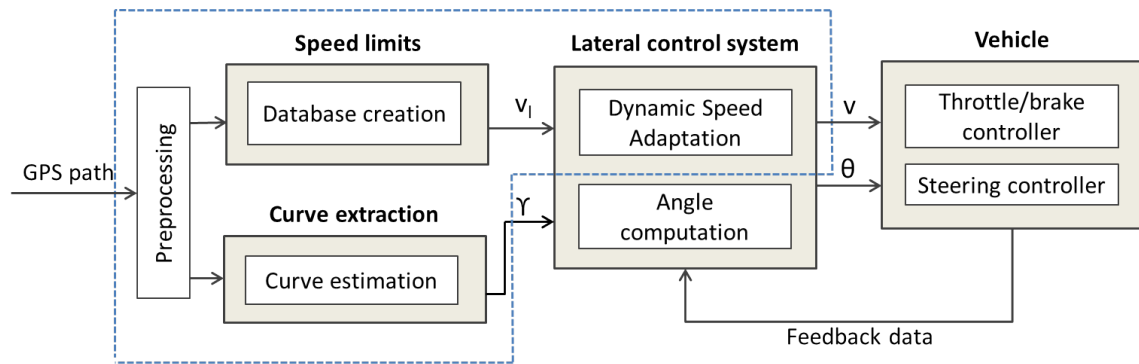 Speed limits
Lateral control system
Vehicle
Database creation
v_l
Dynamic Speed
Adaptation
v
Throttle/brake
controller
GPS path
Preprocessing
θ
Steering controller
Curve extraction
ϒ
Angle
computation
Curve estimation
Feedback data